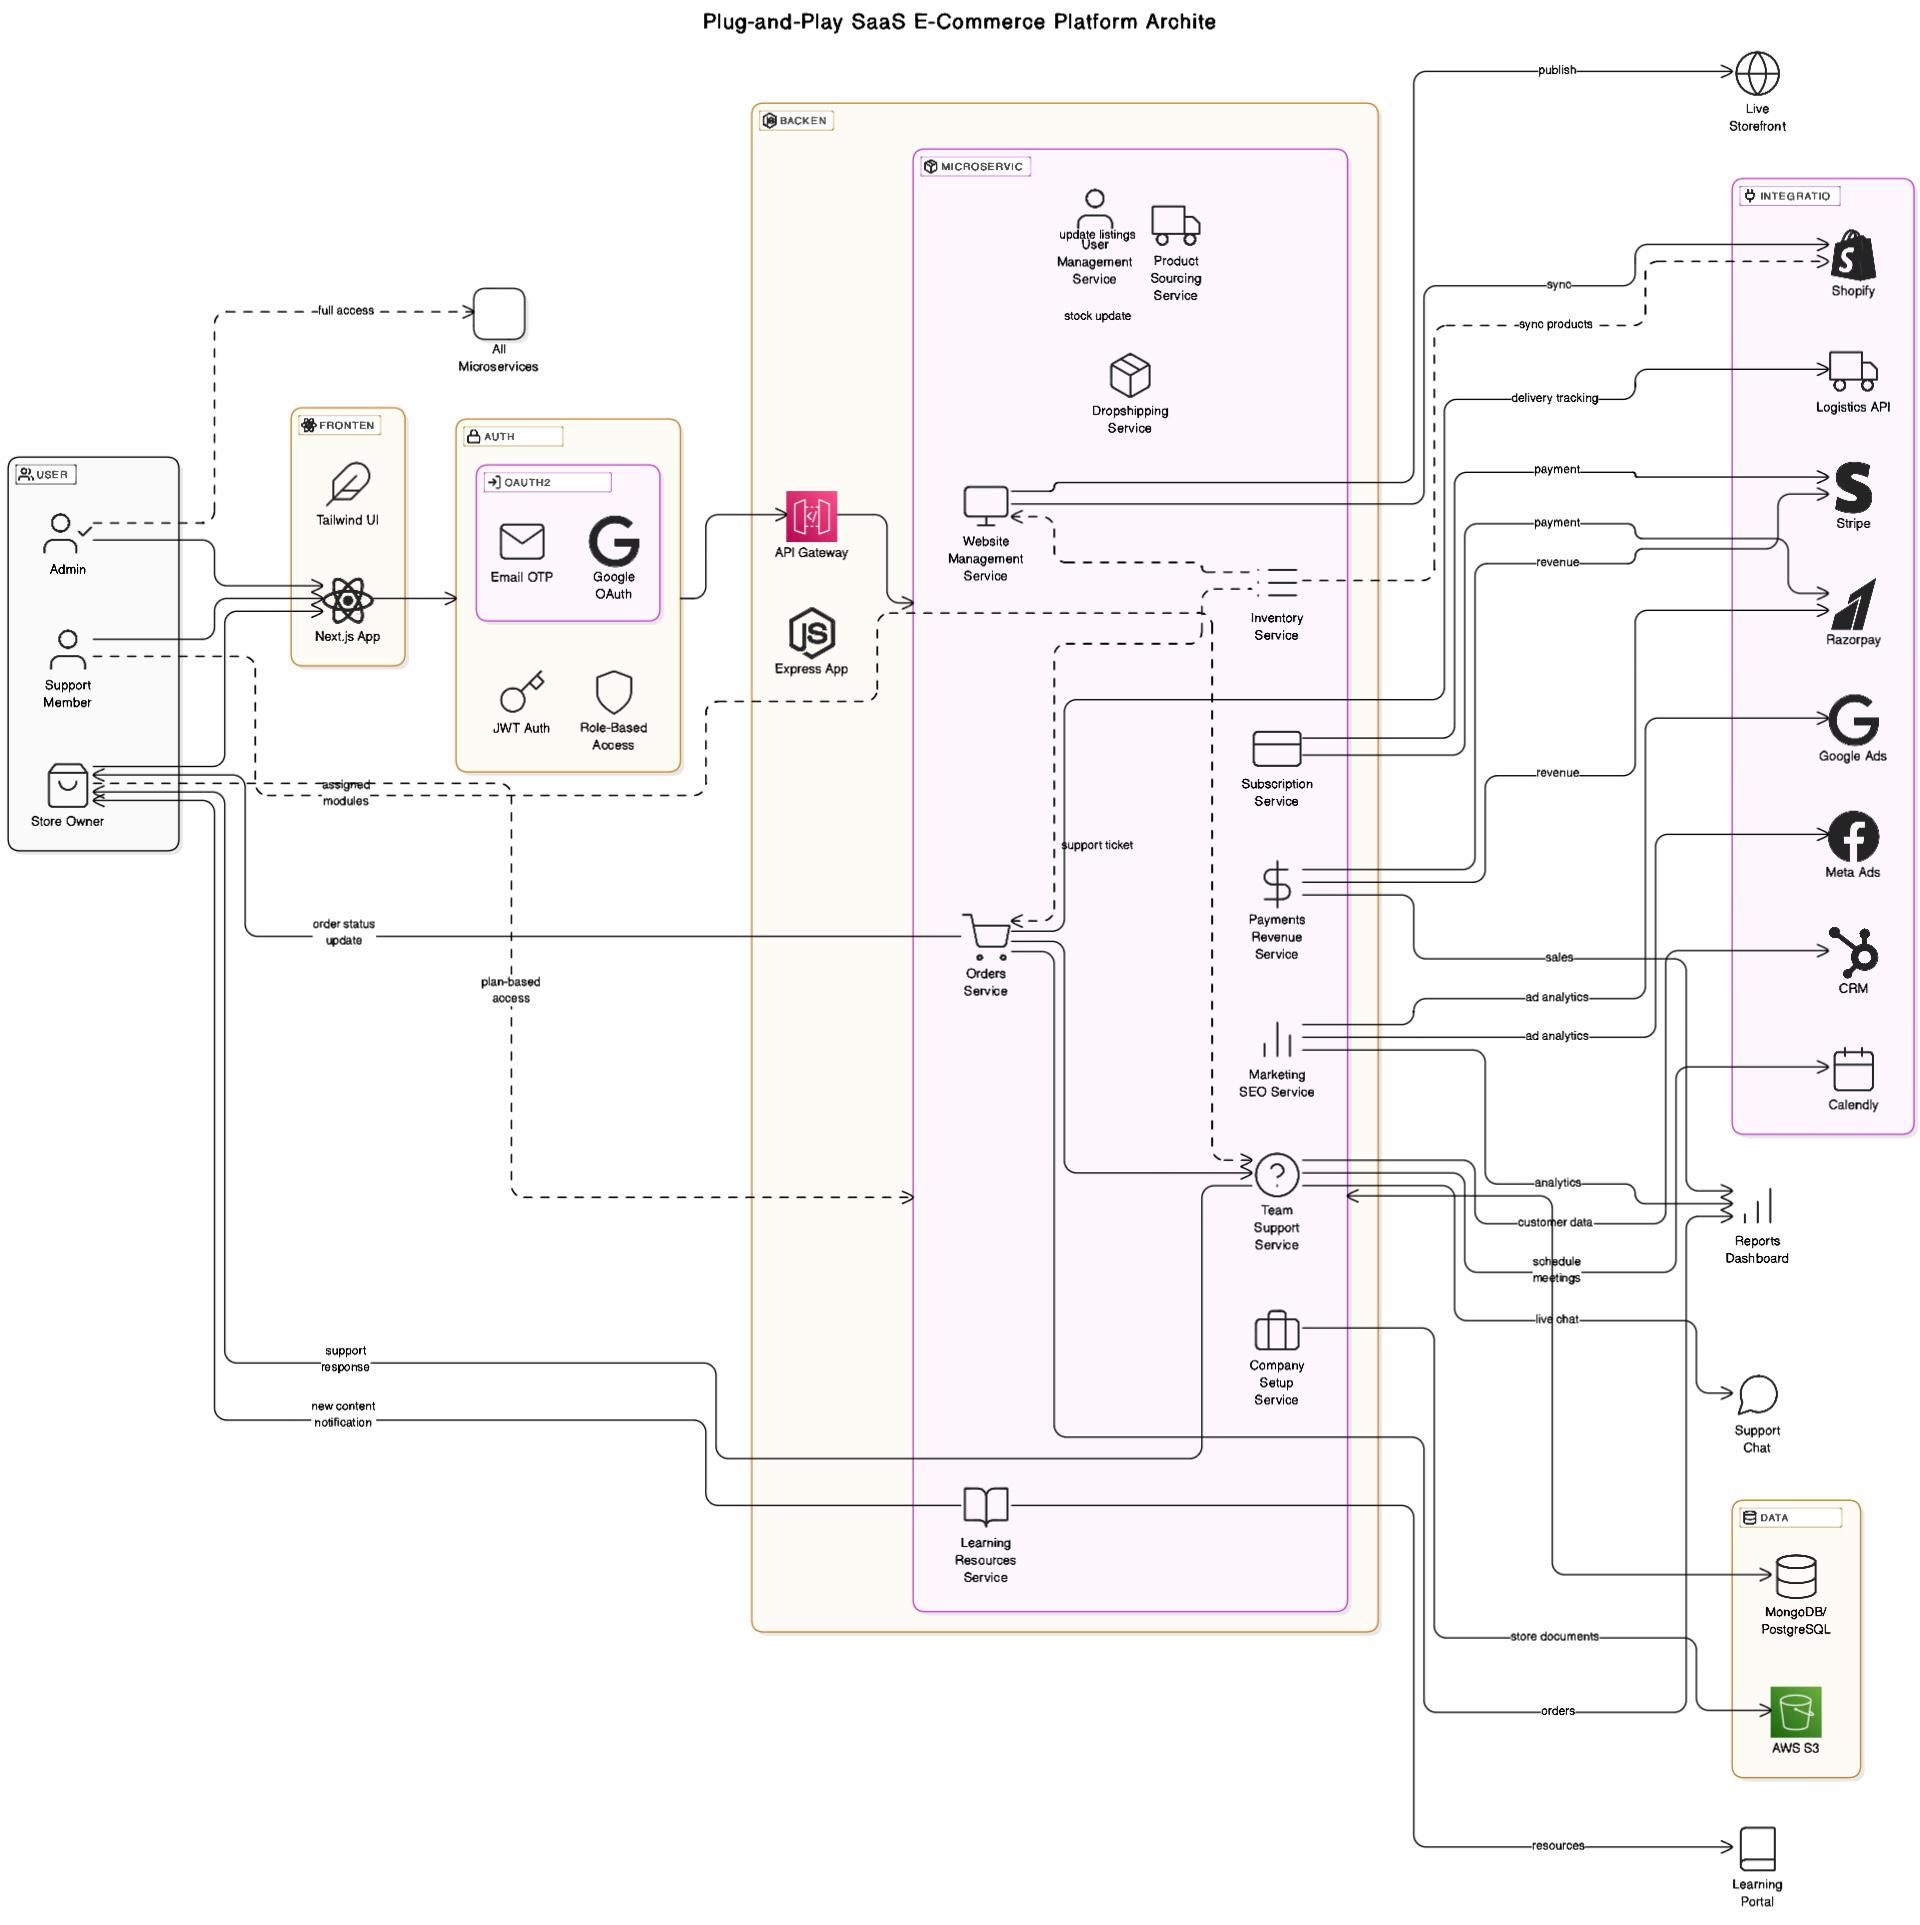 Plug-and-Play SaaS E-Commerce Platform Archite
publish
Live
Storefront
BACKEN
MICROSERVIC
INTEGRATIO
update listings
User
Management
Service
Product
Sourcing
Service
Shopify
sync
full access
stock update
sync products
All
Microservices
Logistics API
delivery tracking
Dropshipping
Service
FRONTEN
AUTH
USER
OAUTH2
payment
Tailwind UI
Stripe
payment
Website
Management
Service
API Gateway
Admin
Email OTP
Google
OAuth
revenue
Inventory
Service
Next.js App
Razorpay
Express App
Support
Member
JWT Auth
Role-Based
Access
Google Ads
revenue
assigned
modules
Subscription
Service
Store Owner
support ticket
Meta Ads
order status
update
Payments
Revenue
Service
sales
Orders
Service
plan-based
access
CRM
ad analytics
ad analytics
Marketing
SEO Service
Calendly
analytics
Team
Support
Service
customer data
Reports
Dashboard
schedule
meetings
live chat
support
response
Company
Setup
Service
new content
notification
Support
Chat
DATA
Learning
Resources
Service
MongoDB/
PostgreSQL
store documents
orders
AWS S3
resources
Learning
Portal